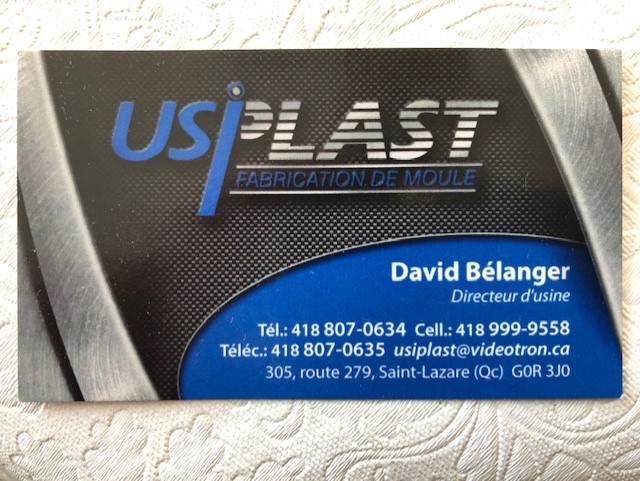 USiPLAST
FABRICATION DE MOULE
David Bélanger
Directeur d'usine
Tél.: 418 807-0634 Cell.: 418 999-9558
Téléc.: 418 807-0635 usiplast@videotron.ca
305, route 279, Saint-Lazare (Qc) G0R 3J0